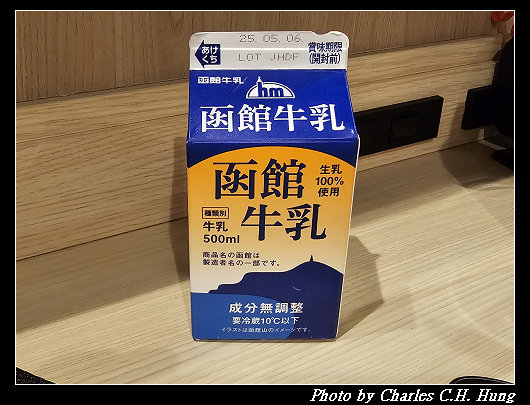 25.05.06.
LOT JHDF
あけ
くち
賞味期限
(開封前)
函館牛乳
hm
函館牛乳
函館
牛乳
生乳
100%
使用
種類別
牛乳
500ml
商品名の函館は
製造者名の一部です。
成分無調整
要冷蔵10℃以下
イラストは函館山のイメージです。
Photo by Charles C.H. Hung